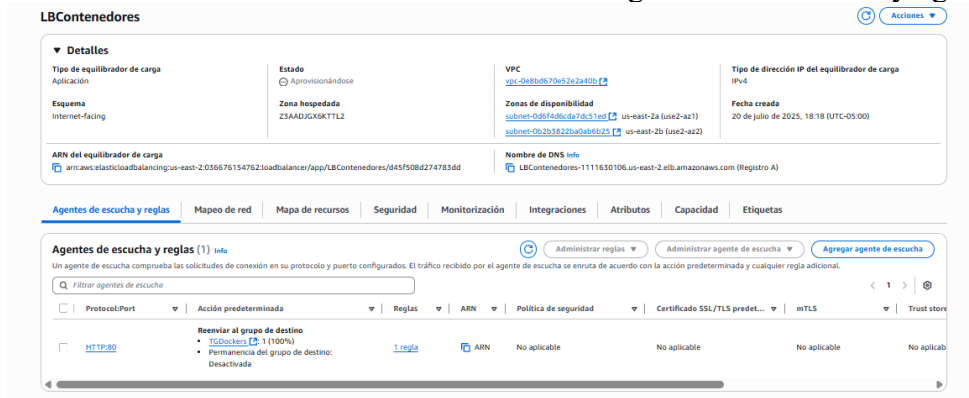 LBContenedores
Acciones
Detalles
Tipo de equilibrador de carga
Aplicación
Estado
Aprovisionándose
VPC
vpc-0e8bd670e52e2a40b
Tipo de dirección IP del equilibrador de carga
IPv4
Esquema
Internet-facing
Zona hospedada
Z3AADJGX6KTTL2
Zonas de disponibilidad
subnet-0d6f4d6cda7dc51ed us-east-2a (use2-az1)
subnet-0b2b3822ba0ab6b25 us-east-2b (use2-az2)
Fecha creada
20 de julio de 2025, 18:18 (UTC-05:00)
ARN del equilibrador de carga
arn:aws:elasticloadbalancing:us-east-2:036676154762:loadbalancer/app/LBContenedores/d45f508d274783dd
Nombre de DNS Info
LBContenedores-1111630106.us-east-2.elb.amazonaws.com (Registro A)
Agentes de escucha y reglas Mapeo de red Mapa de recursos Seguridad Monitorización Integraciones Atributos Capacidad Etiquetas
Agentes de escucha y reglas (1) Info
Administrar reglas Administrar agente de escucha Agregar agente de escucha
Un agente de escucha comprueba las solicitudes de conexión en su protocolo y puerto configurados. El tráfico recibido por el agente de escucha se enruta de acuerdo con la acción predeterminada y cualquier regla adicional.
Filtrar agentes de escucha
1
Protocol:Port Acción predeterminada Reglas ARN Política de seguridad Certificado SSL/TLS predet... mTLS Trust store
HTTP:80
Reenviar al grupo de destino
TGDockers : 1 (100%)
Permanencia del grupo de destino:
Desactivada
1 regla
ARN
No aplicable
No aplicable
No aplicable
No aplicab